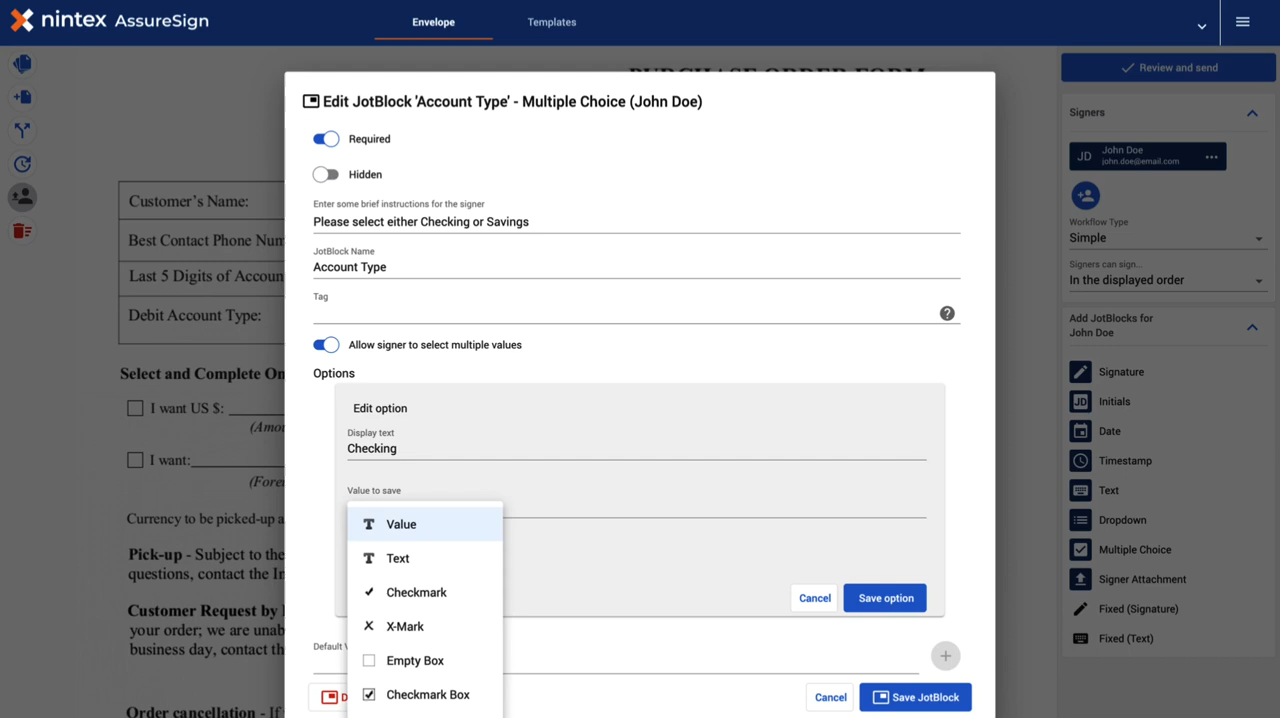 nintex AssureSign
Envelope
Templates
Review and send
Edit JotBlock 'Account Type' - Multiple Choice (John Doe)
Required
Hidden
Enter some brief instructions for the signer
Please select either Checking or Savings
JotBlock Name
Account Type
Tag
Allow signer to select multiple values
Options
Edit option
Display text
Checking
Value to save
Value
Text
Checkmark
X-Mark
Empty Box
Checkmark Box
Cancel
Save option
Default V
D
Cancel
Save JotBlock
Customer's Name:
Best Contact Phone Num
Last 5 Digits of Accoun
Debit Account Type:
Select and Complete On
I want US $:
(Amo
I want:
(Forei
Currency to be picked-up a
Pick-up - Subject to the
questions, contact the In
Customer Request by
your order; we are unab
business day, contact th
Order cancellation - If
Signers
JD
John Doe
john.doe@email.com
Workflow Type
Simple
Signers can sign...
In the displayed order
Add JotBlocks for
John Doe
Signature
JD Initials
Date
Timestamp
Text
Dropdown
Multiple Choice
Signer Attachment
Fixed (Signature)
Fixed (Text)